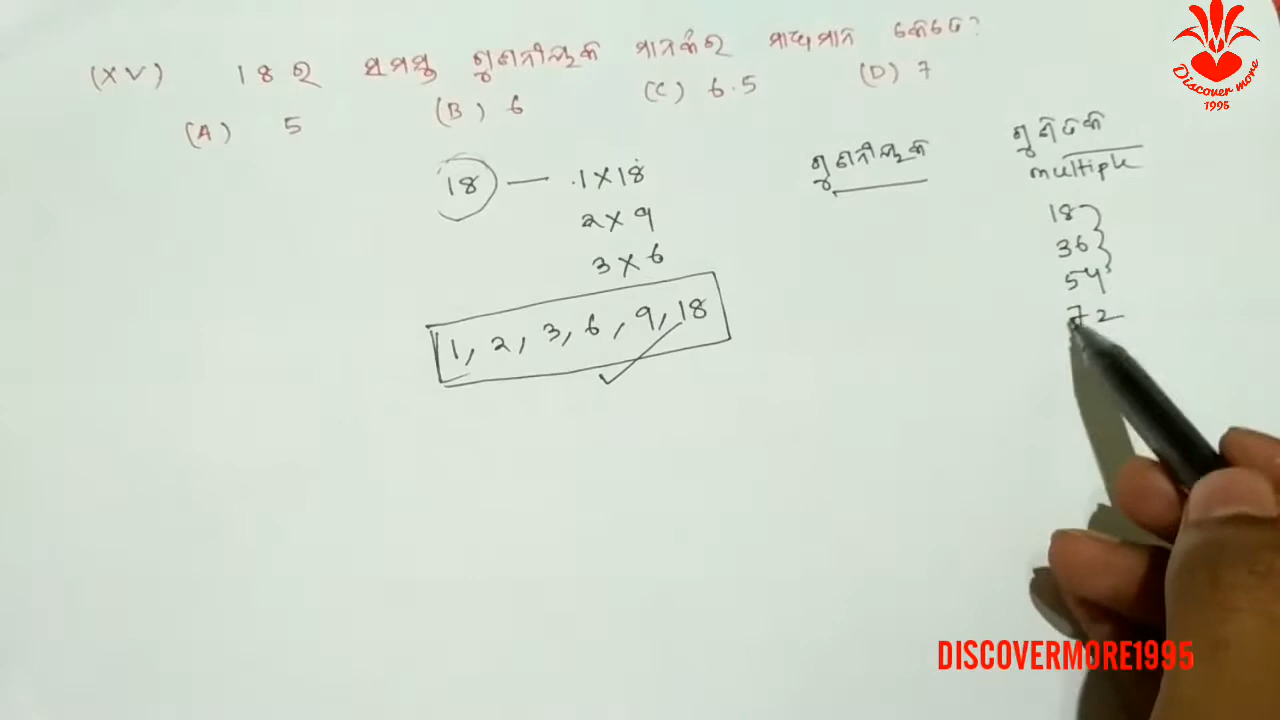 (XV) 18 ର ସମସ୍ତ ଗୁଣନୀୟକ ମାନଙ୍କର ମାଧ୍ୟମାନ କେତେ?
(A) 5 (B) 6 (C) 6.5 (D) 7
18 — 1 X 18
2 X 9
3 X 6
1, 2, 3, 6, 9, 18
ଗୁଣନୀୟକ
ଗୁଣିତକ
multiple
18
36
54
72
Discover more
1995
DISCOVERMORE1995